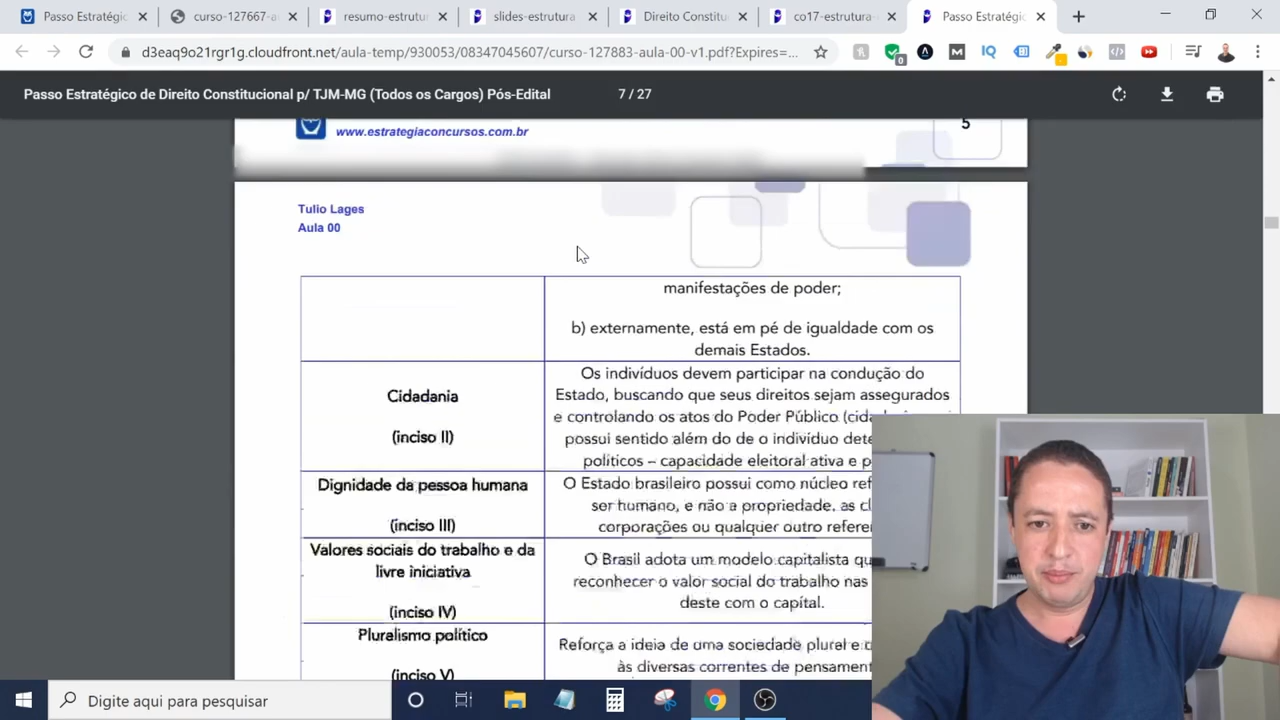 Passo Estratégic
curso-127667-a
resumo-estrutur
slides-estrutura
Direito Constitu
co17-estrutura-
Passo Estratégic
d3eaq9o21rgr1g.cloudfront.net/aula-temp/930053/08347045607/curso-127883-aula-00-v1.pdf?Expires=...
Passo Estratégico de Direito Constitucional p/ TJM-MG (Todos os Cargos) Pós-Edital
7 / 27
www.estrategiaconcursos.com.br
5
Tulio Lages
Aula 00
manifestações de poder;
b) externamente, está em pé de igualdade com os
demais Estados.
Cidadania
(inciso II)
Os indivíduos devem participar na condução do
Estado, buscando que seus direitos sejam assegurados
e controlando os atos do Poder Público
possui sentido além do de o indivíduo
políticos – capacidade eleitoral ativa e
Dignidade da pessoa humana
(inciso III)
O Estado brasileiro possui como núcleo
ser humano, e não a propriedade, as
corporações ou qualquer outro
Valores sociais do trabalho e da
livre iniciativa
(inciso IV)
O Brasil adota um modelo capitalista
reconhecer o valor social do trabalho nas
deste com o capital.
Pluralismo político
(inciso V)
Reforça a ideia de uma sociedade plural e
às diversas correntes de
Digite aqui para pesquisar